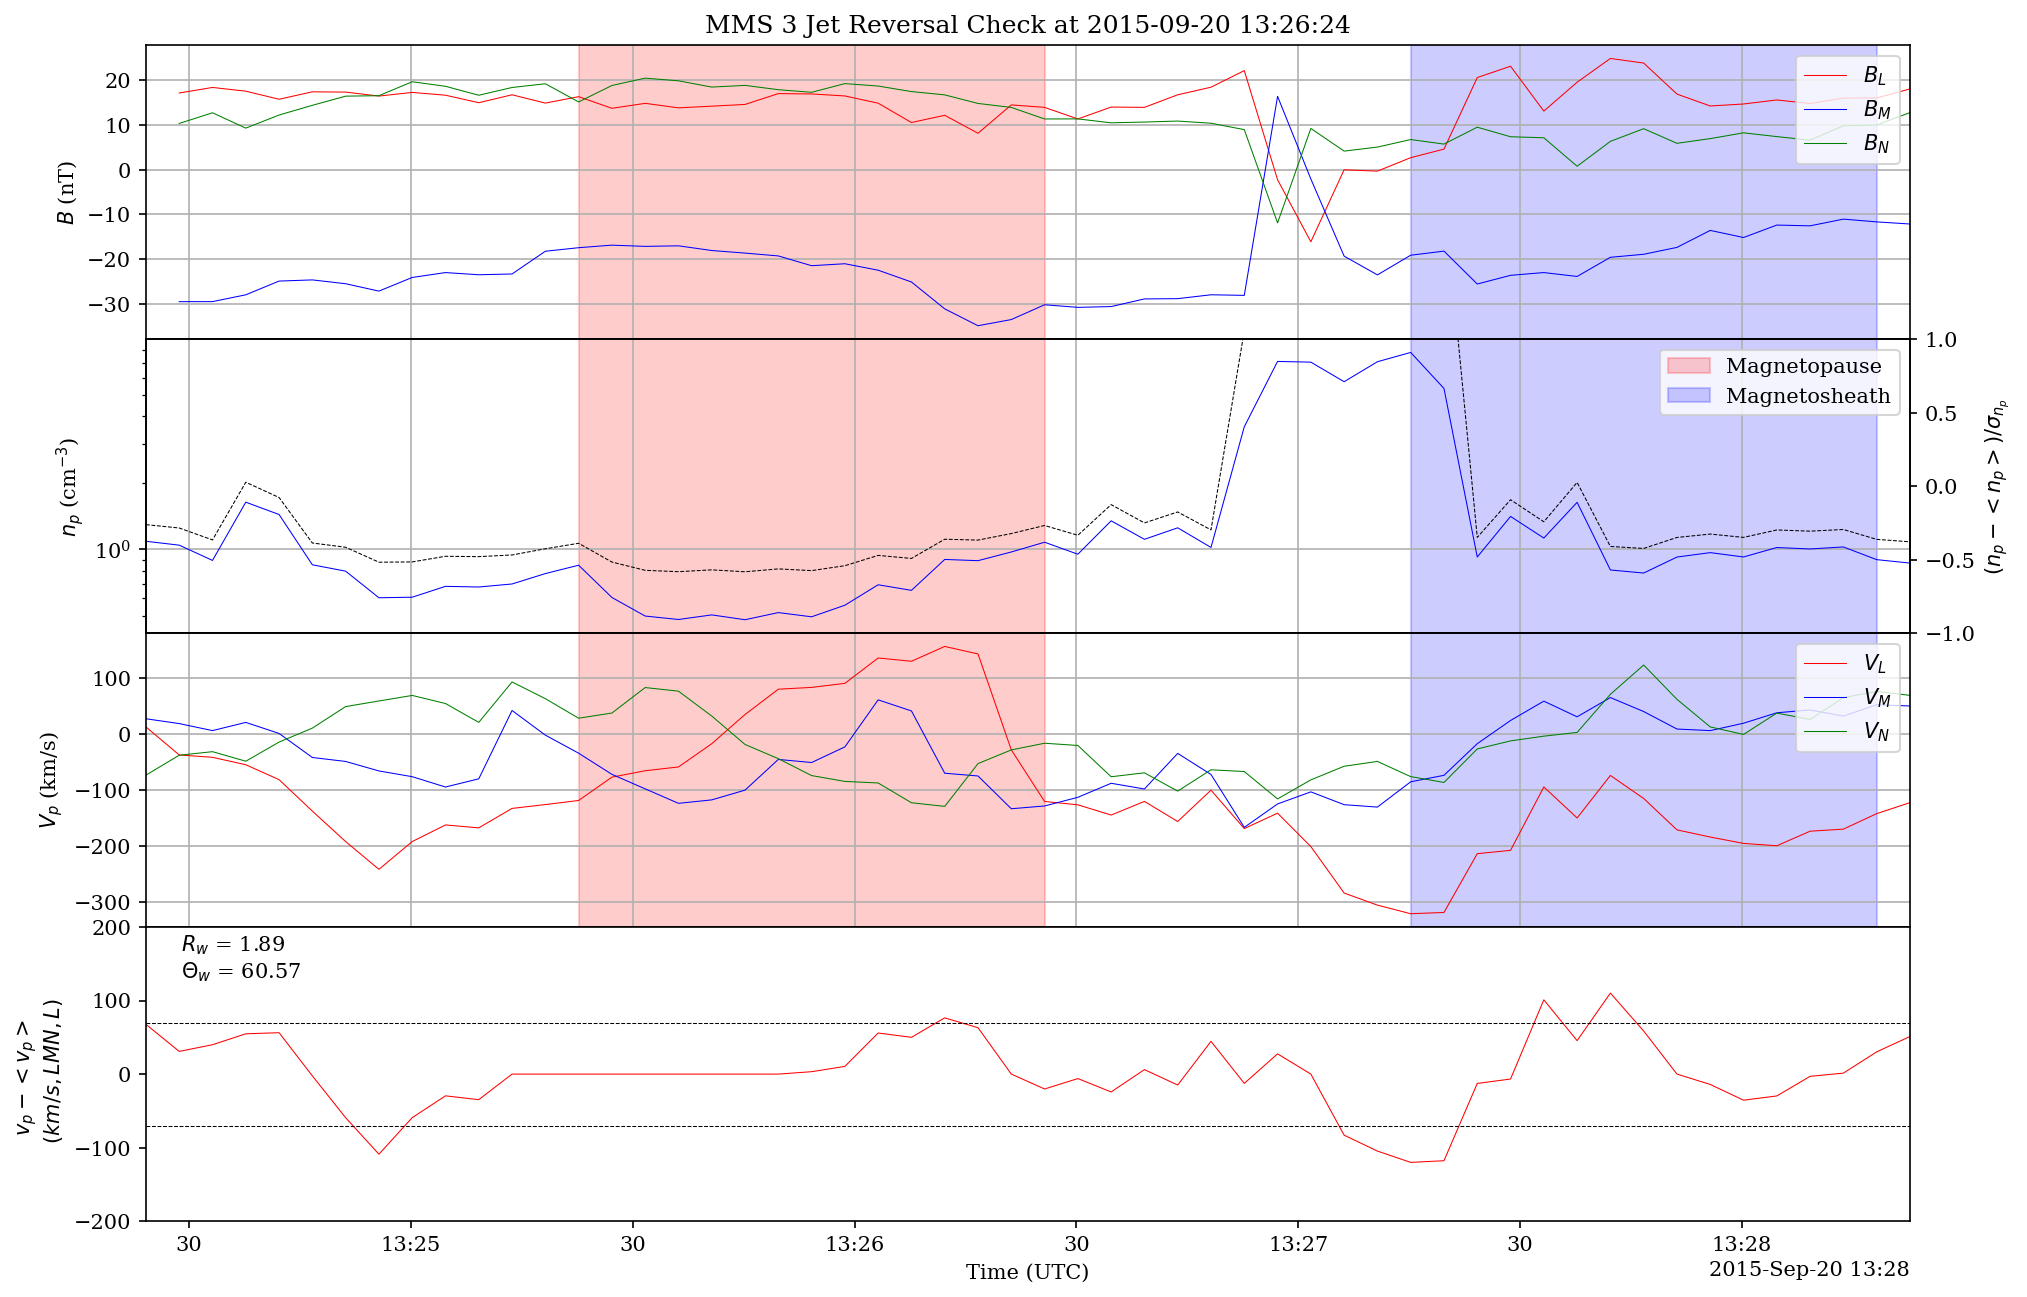 MMS 3 Jet Reversal Check at 2015-09-20 13:26:24
20
10
0
−10
−20
−30
B (nT)
B_L
B_M
B_N
10^0
n_p (cm^{−3})
Magnetopause
Magnetosheath
1.0
0.5
0.0
−0.5
−1.0
(n_p − < n_p >)/σ_{n_p}
100
0
−100
−200
−300
V_p (km/s)
V_L
V_M
V_N
200
100
0
−100
−200
v_p − < v_p >
(km/s, LMN, L)
R_w = 1.89
Θ_w = 60.57
30 13:25 30 13:26 30 13:27 30 13:28
Time (UTC)
2015-Sep-20 13:28